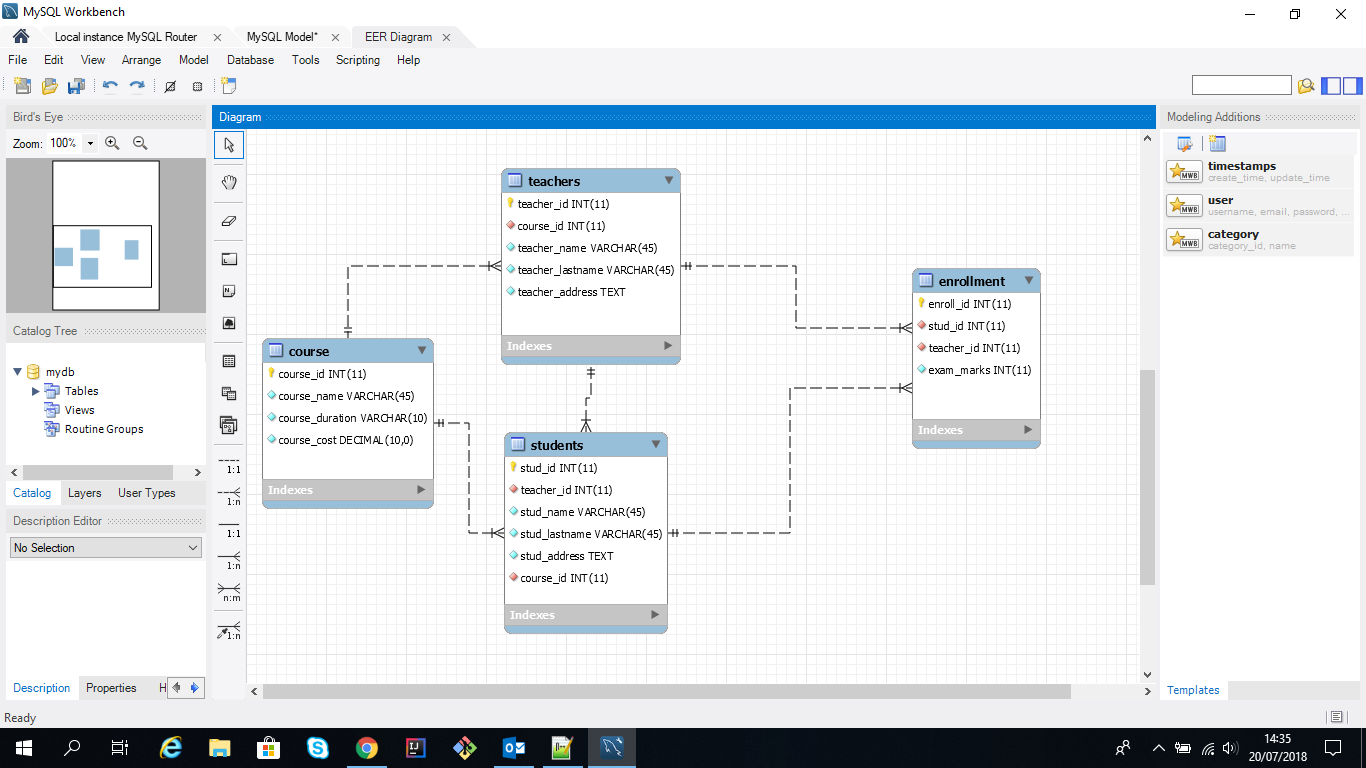 MySQL Workbench
Local instance MySQL Router
MySQL Model*
EER Diagram
File Edit View Arrange Model Database Tools Scripting Help
Bird's Eye
Zoom: 100%
Catalog Tree
mydb
Tables
Views
Routine Groups
Catalog Layers User Types
Description Editor
No Selection
Description Properties H
Ready
Diagram
1:1
1:n
1:1
1:n
n:m
1:n
teachers
teacher_id INT(11)
course_id INT(11)
teacher_name VARCHAR(45)
teacher_lastname VARCHAR(45)
teacher_address TEXT
Indexes
course
course_id INT(11)
course_name VARCHAR(45)
course_duration VARCHAR(10)
course_cost DECIMAL(10,0)
Indexes
students
stud_id INT(11)
teacher_id INT(11)
stud_name VARCHAR(45)
stud_lastname VARCHAR(45)
stud_address TEXT
course_id INT(11)
Indexes
enrollment
enroll_id INT(11)
stud_id INT(11)
teacher_id INT(11)
exam_marks INT(11)
Indexes
Modeling Additions
MWB
timestamps
create_time, update_time
MWB
user
username, email, password, ...
MWB
category
category_id, name
Templates
14:35
20/07/2018